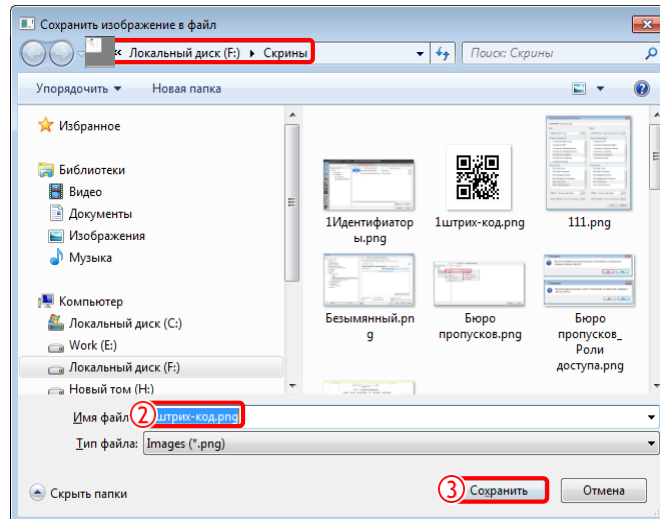 Сохранить изображение в файл
« Локальный диск (F:) ▸ Скрины
Поиск: Скрины
Упорядочить ▼ Новая папка
Избранное
Библиотеки
Видео
Документы
Изображения
Музыка
Компьютер
Локальный диск (C:)
Work (E:)
Локальный диск (F:)
Новый том (H:)
1Идентифиатор
ы.png
1штрих-код.png
111.png
Безымянный.pn
g
Бюро
пропусков.png
Бюро
пропусков_
Роли
доступа.png
Имя файл
2
штрих-код.png
Тип файла: Images (*.png)
Скрыть папки
3
Сохранить
Отмена